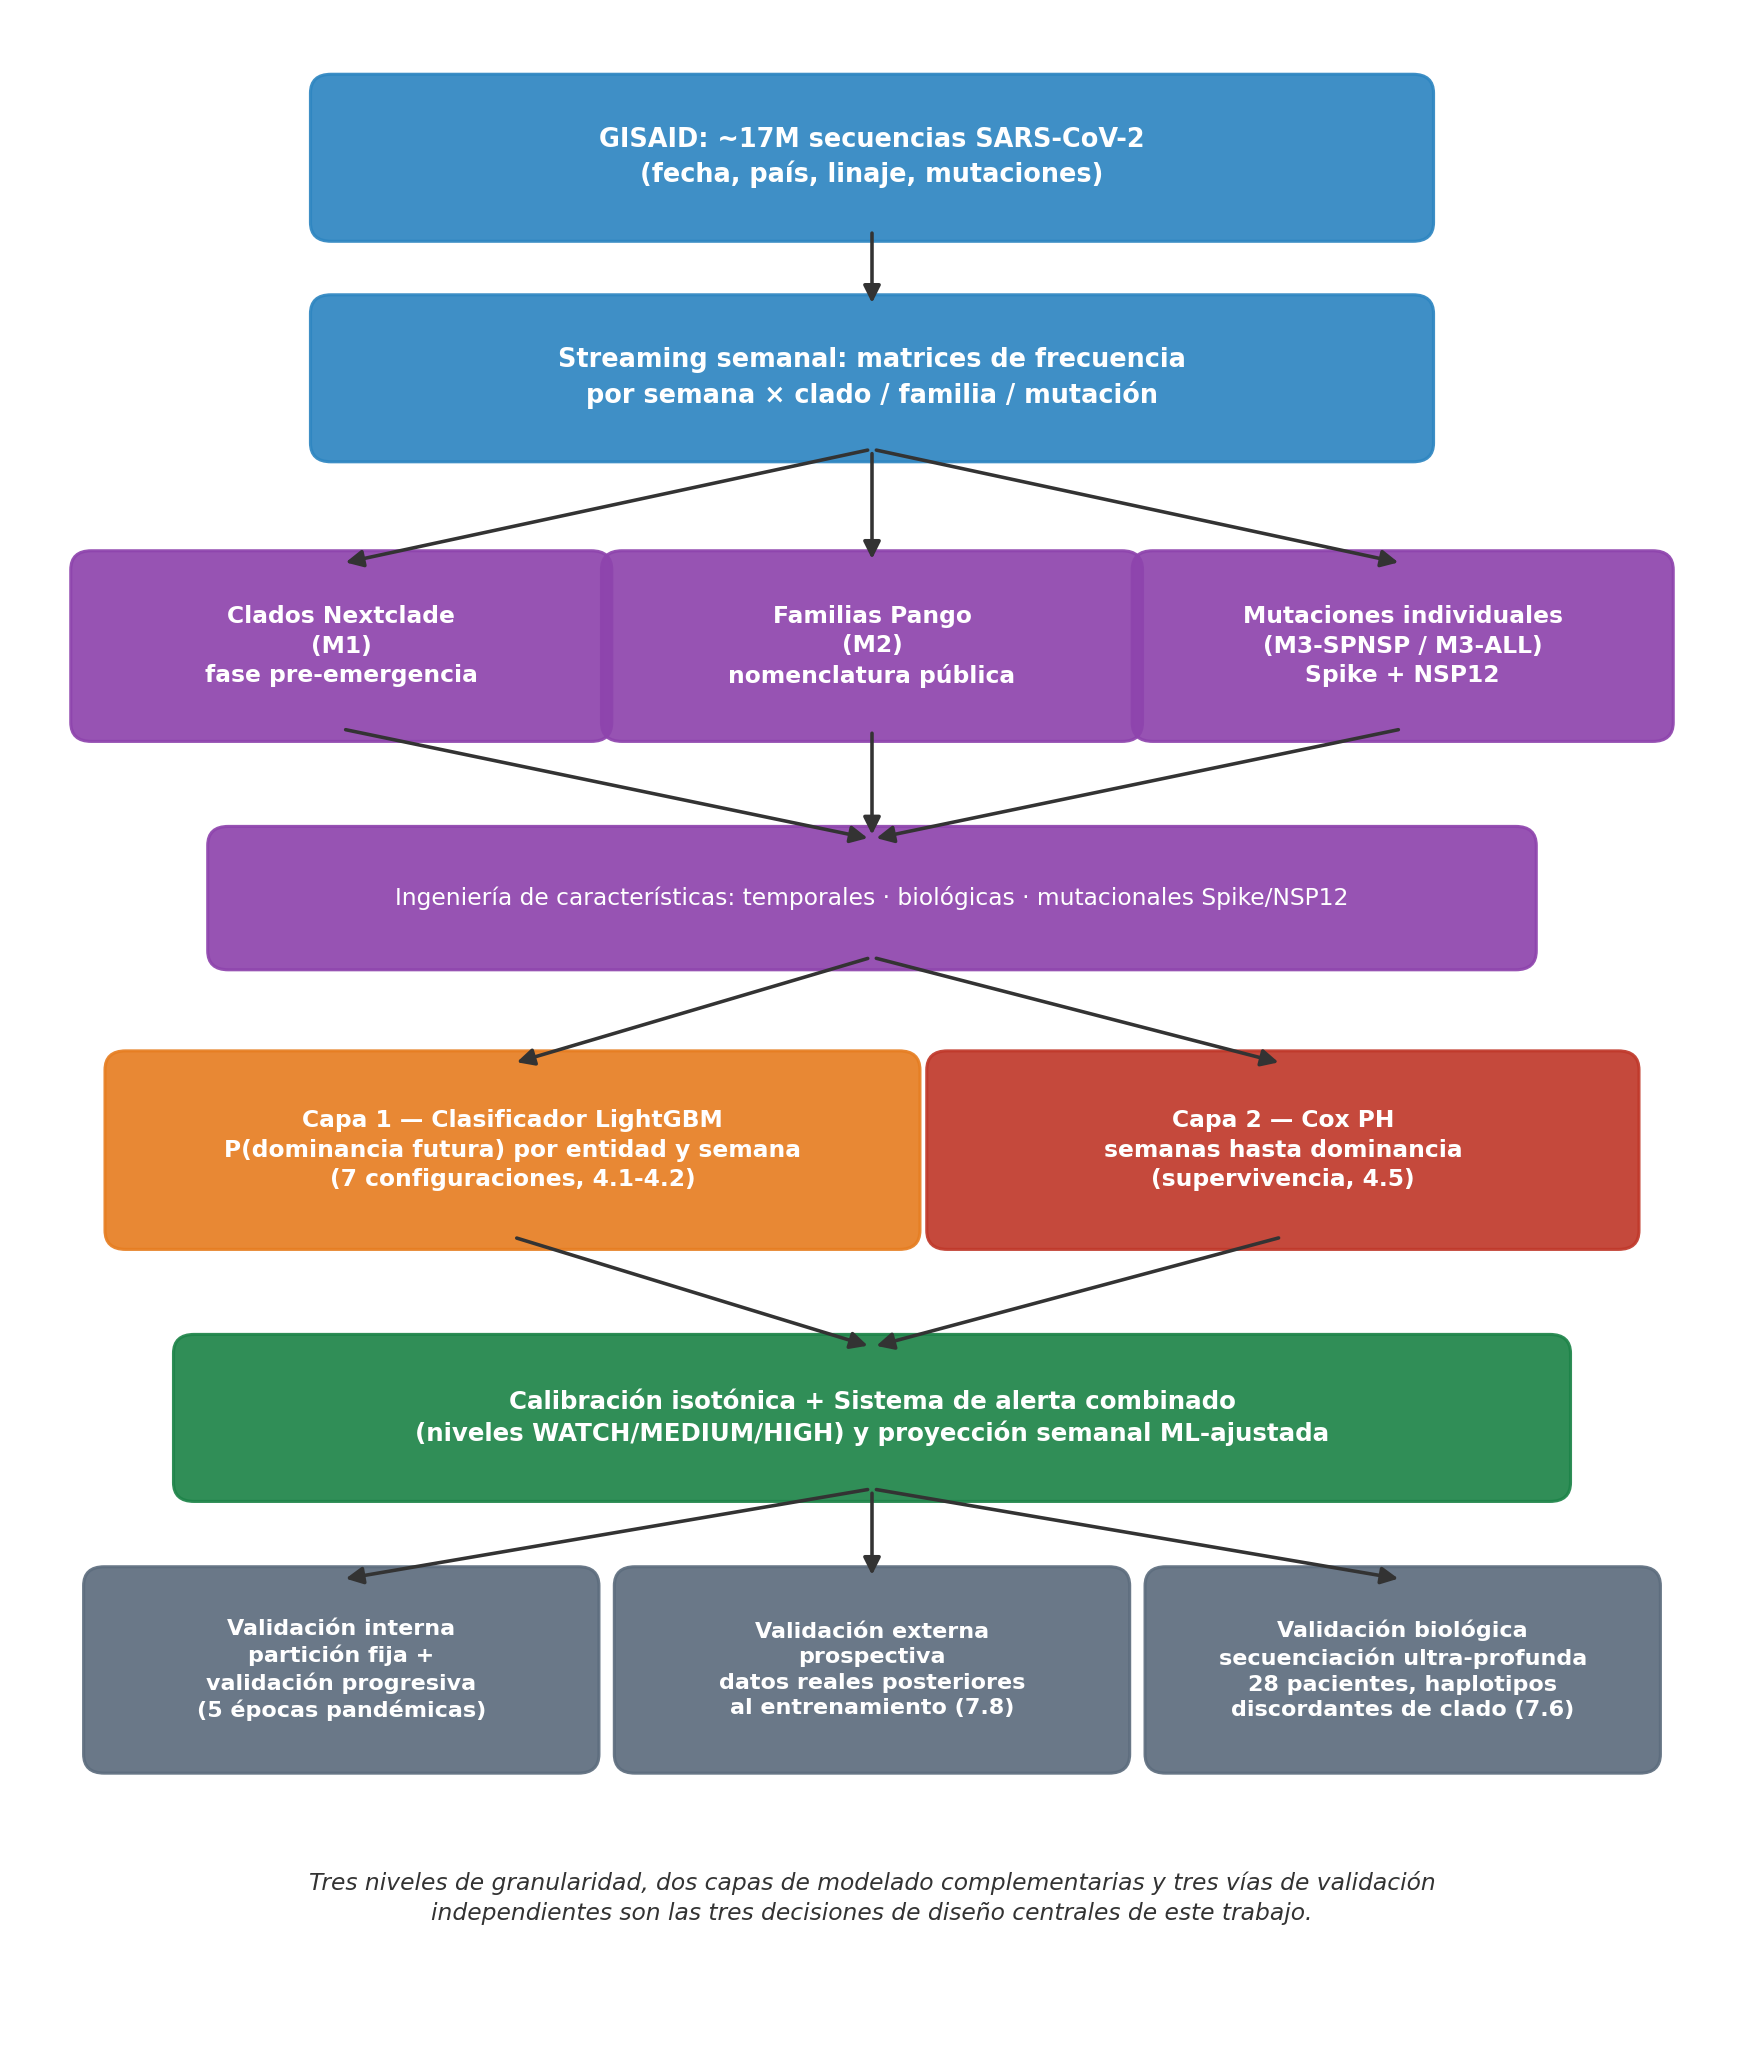 GISAID: ~17M secuencias SARS-CoV-2
(fecha, país, linaje, mutaciones)
Streaming semanal: matrices de frecuencia
por semana × clado / familia / mutación
Clados Nextclade
(M1)
fase pre-emergencia
Familias Pango
(M2)
nomenclatura pública
Mutaciones individuales
(M3-SPNSP / M3-ALL)
Spike + NSP12
Ingeniería de características: temporales · biológicas · mutacionales Spike/NSP12
Capa 1 — Clasificador LightGBM
P(dominancia futura) por entidad y semana
(7 configuraciones, 4.1-4.2)
Capa 2 — Cox PH
semanas hasta dominancia
(supervivencia, 4.5)
Calibración isotónica + Sistema de alerta combinado
(niveles WATCH/MEDIUM/HIGH) y proyección semanal ML-ajustada
Validación interna
partición fija +
validación progresiva
(5 épocas pandémicas)
Validación externa
prospectiva
datos reales posteriores
al entrenamiento (7.8)
Validación biológica
secuenciación ultra-profunda
28 pacientes, haplotipos
discordantes de clado (7.6)
Tres niveles de granularidad, dos capas de modelado complementarias y tres vías de validación
independientes son las tres decisiones de diseño centrales de este trabajo.